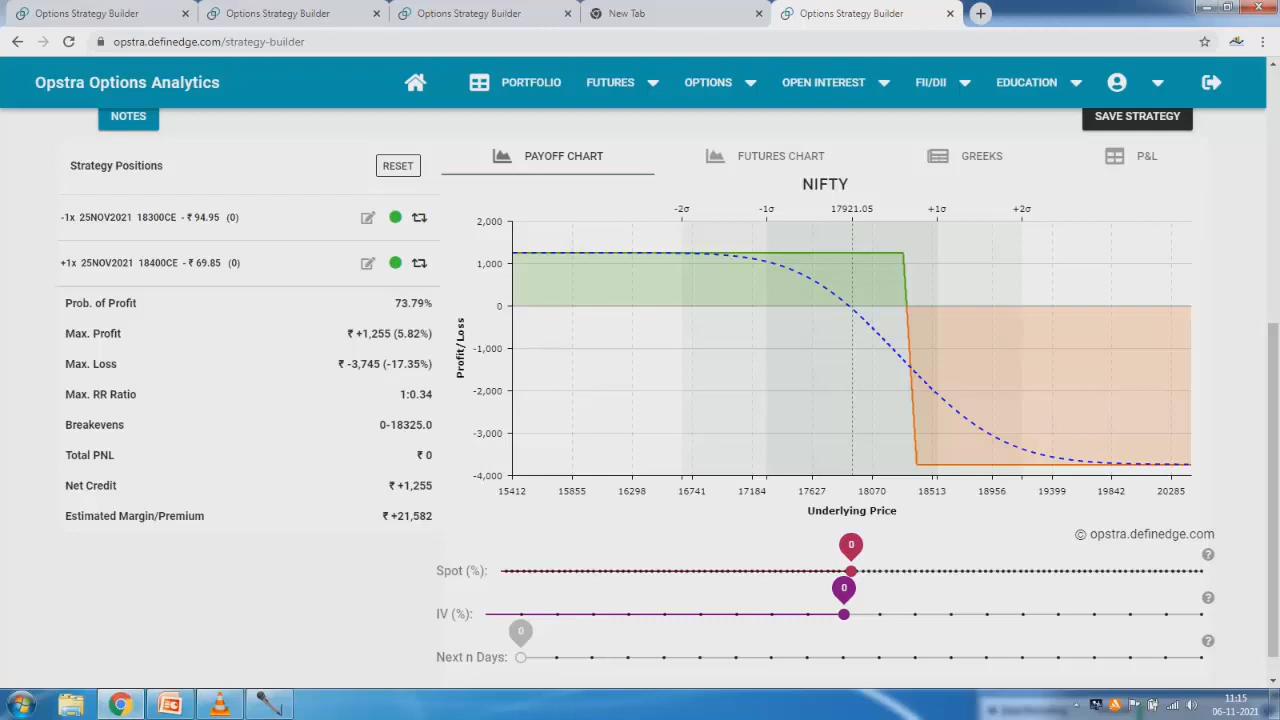 Options Strategy Builder
Options Strategy Builder
Options Strategy Builder
New Tab
Options Strategy Builder
opstra.definedge.com/strategy-builder
Opstra Options Analytics
PORTFOLIO
FUTURES
OPTIONS
OPEN INTEREST
FII/DII
EDUCATION
NOTES
SAVE STRATEGY
Strategy Positions
RESET
-1x 25NOV2021 18300CE - ₹ 94.95 (0)
+1x 25NOV2021 18400CE - ₹ 69.85 (0)
Prob. of Profit 73.79%
Max. Profit ₹ +1,255 (5.82%)
Max. Loss ₹ -3,745 (-17.35%)
Max. RR Ratio 1:0.34
Breakevens 0-18325.0
Total PNL ₹ 0
Net Credit ₹ +1,255
Estimated Margin/Premium ₹ +21,582
PAYOFF CHART
FUTURES CHART
GREEKS
P&L
NIFTY
-2σ -1σ 17921.05 +1σ +2σ
2,000
1,000
0
-1,000
-2,000
-3,000
-4,000
Profit/Loss
15412 15855 16298 16741 17184 17627 18070 18513 18956 19399 19842 20285
Underlying Price
© opstra.definedge.com
0
Spot (%):
0
IV (%):
0
Next n Days:
11:15
06-11-2021